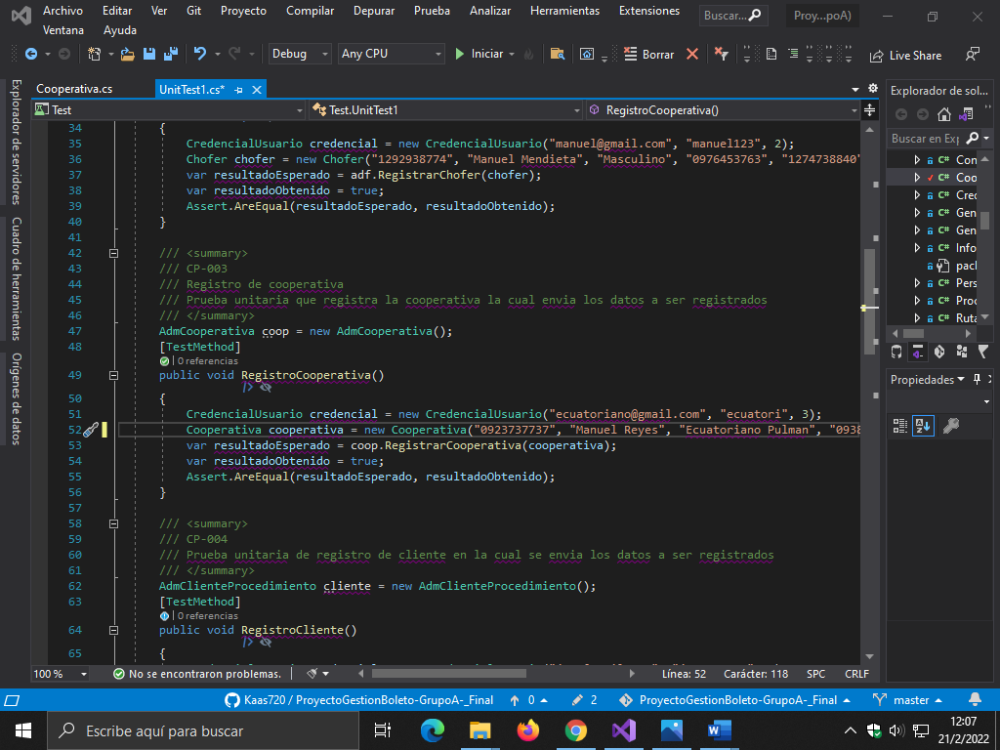 Archivo Editar Ver Git Proyecto Compilar Depurar Prueba Analizar Herramientas Extensiones
Ventana Ayuda
Buscar...
Proy...poA)
Debug Any CPU Iniciar Borrar Live Share
Explorador de servidores
Cuadro de herramientas
Orígenes de datos
Cooperativa.cs UnitTest1.cs*
Test Test.UnitTest1 RegistroCooperativa()
34 {
35 CredencialUsuario credencial = new CredencialUsuario("manuel@gmail.com", "manuel123", 2);
36 Chofer chofer = new Chofer("1292938774", "Manuel Mendieta", "Masculino", "0976453763", "1274738840"
37 var resultadoEsperado = adf.RegistrarChofer(chofer);
38 var resultadoObtenido = true;
39 Assert.AreEqual(resultadoEsperado, resultadoObtenido);
40 }
41
42 /// <summary>
43 /// CP-003
44 /// Registro de cooperativa
45 /// Prueba unitaria que registra la cooperativa la cual envia los datos a ser registrados
46 /// </summary>
47 AdmCooperativa coop = new AdmCooperativa();
48 [TestMethod]
0 referencias
49 public void RegistroCooperativa()
50 {
51 CredencialUsuario credencial = new CredencialUsuario("ecuatoriano@gmail.com", "ecuatori", 3);
52 Cooperativa cooperativa = new Cooperativa("0923737737", "Manuel Reyes", "Ecuatoriano Pulman", "0938
53 var resultadoEsperado = coop.RegistrarCooperativa(cooperativa);
54 var resultadoObtenido = true;
55 Assert.AreEqual(resultadoEsperado, resultadoObtenido);
56 }
57
58 /// <summary>
59 /// CP-004
60 /// Prueba unitaria de registro de cliente en la cual se envia los datos a ser registrados
61 /// </summary>
62 AdmClienteProcedimiento cliente = new AdmClienteProcedimiento();
63 [TestMethod]
0 referencias
64 public void RegistroCliente()
65 {
100 % No se encontraron problemas. Línea: 52 Carácter: 118 SPC CRLF
Explorador de sol...
Buscar en Exp
C# Con
C# Coo
C# Cred
C# Gen
C# Gen
C# Info
pac
C# Pers
C# Proc
C# Ruta
Propiedades
Kaas720 / ProyectoGestionBoleto-GrupoA-_Final 0 2 ProyectoGestionBoleto-GrupoA-_Final master
Escribe aquí para buscar
12:07
21/2/2022